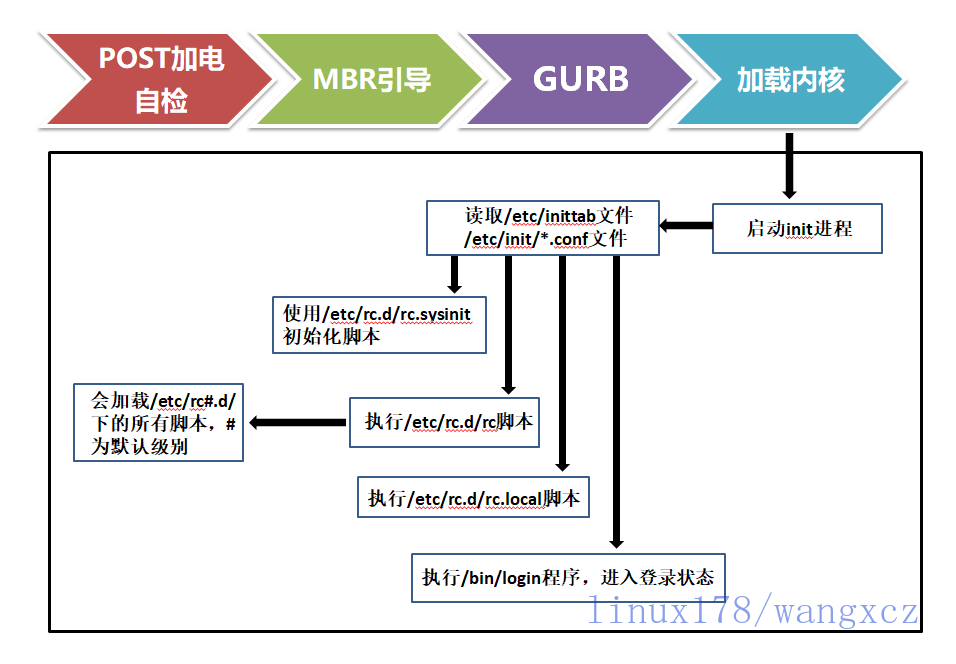 POST加电
自检
MBR引导
GURB
加载内核
启动init进程
读取/etc/inittab文件
/etc/init/*.conf文件
使用/etc/rc.d/rc.sysinit
初始化脚本
执行/etc/rc.d/rc脚本
会加载/etc/rc#.d/
下的所有脚本，#
为默认级别
执行/etc/rc.d/rc.local脚本
执行/bin/login程序，进入登录状态
linux178/wangxcz